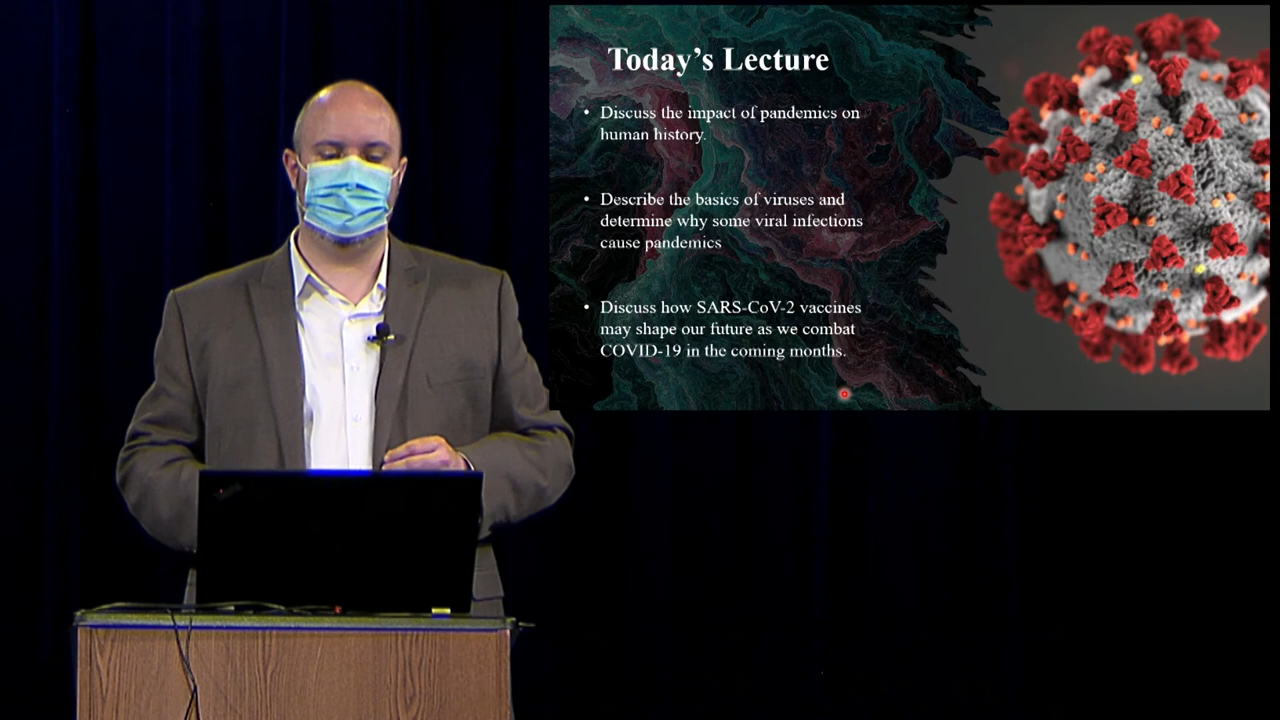 Today’s Lecture
• Discuss the impact of pandemics on
human history.
• Describe the basics of viruses and
determine why some viral infections
cause pandemics
• Discuss how SARS-CoV-2 vaccines
may shape our future as we combat
COVID-19 in the coming months.